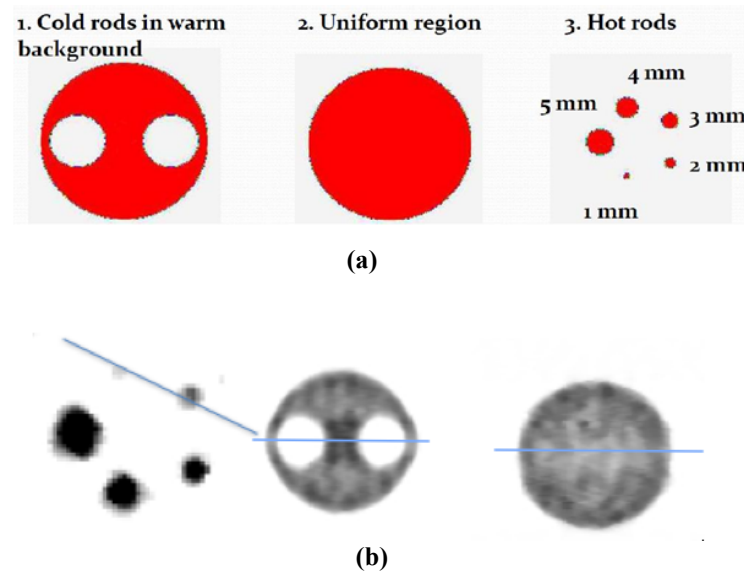 1. Cold rods in warm
background
2. Uniform region
3. Hot rods
4 mm
5 mm
3 mm
2 mm
1 mm
(a)
(b)